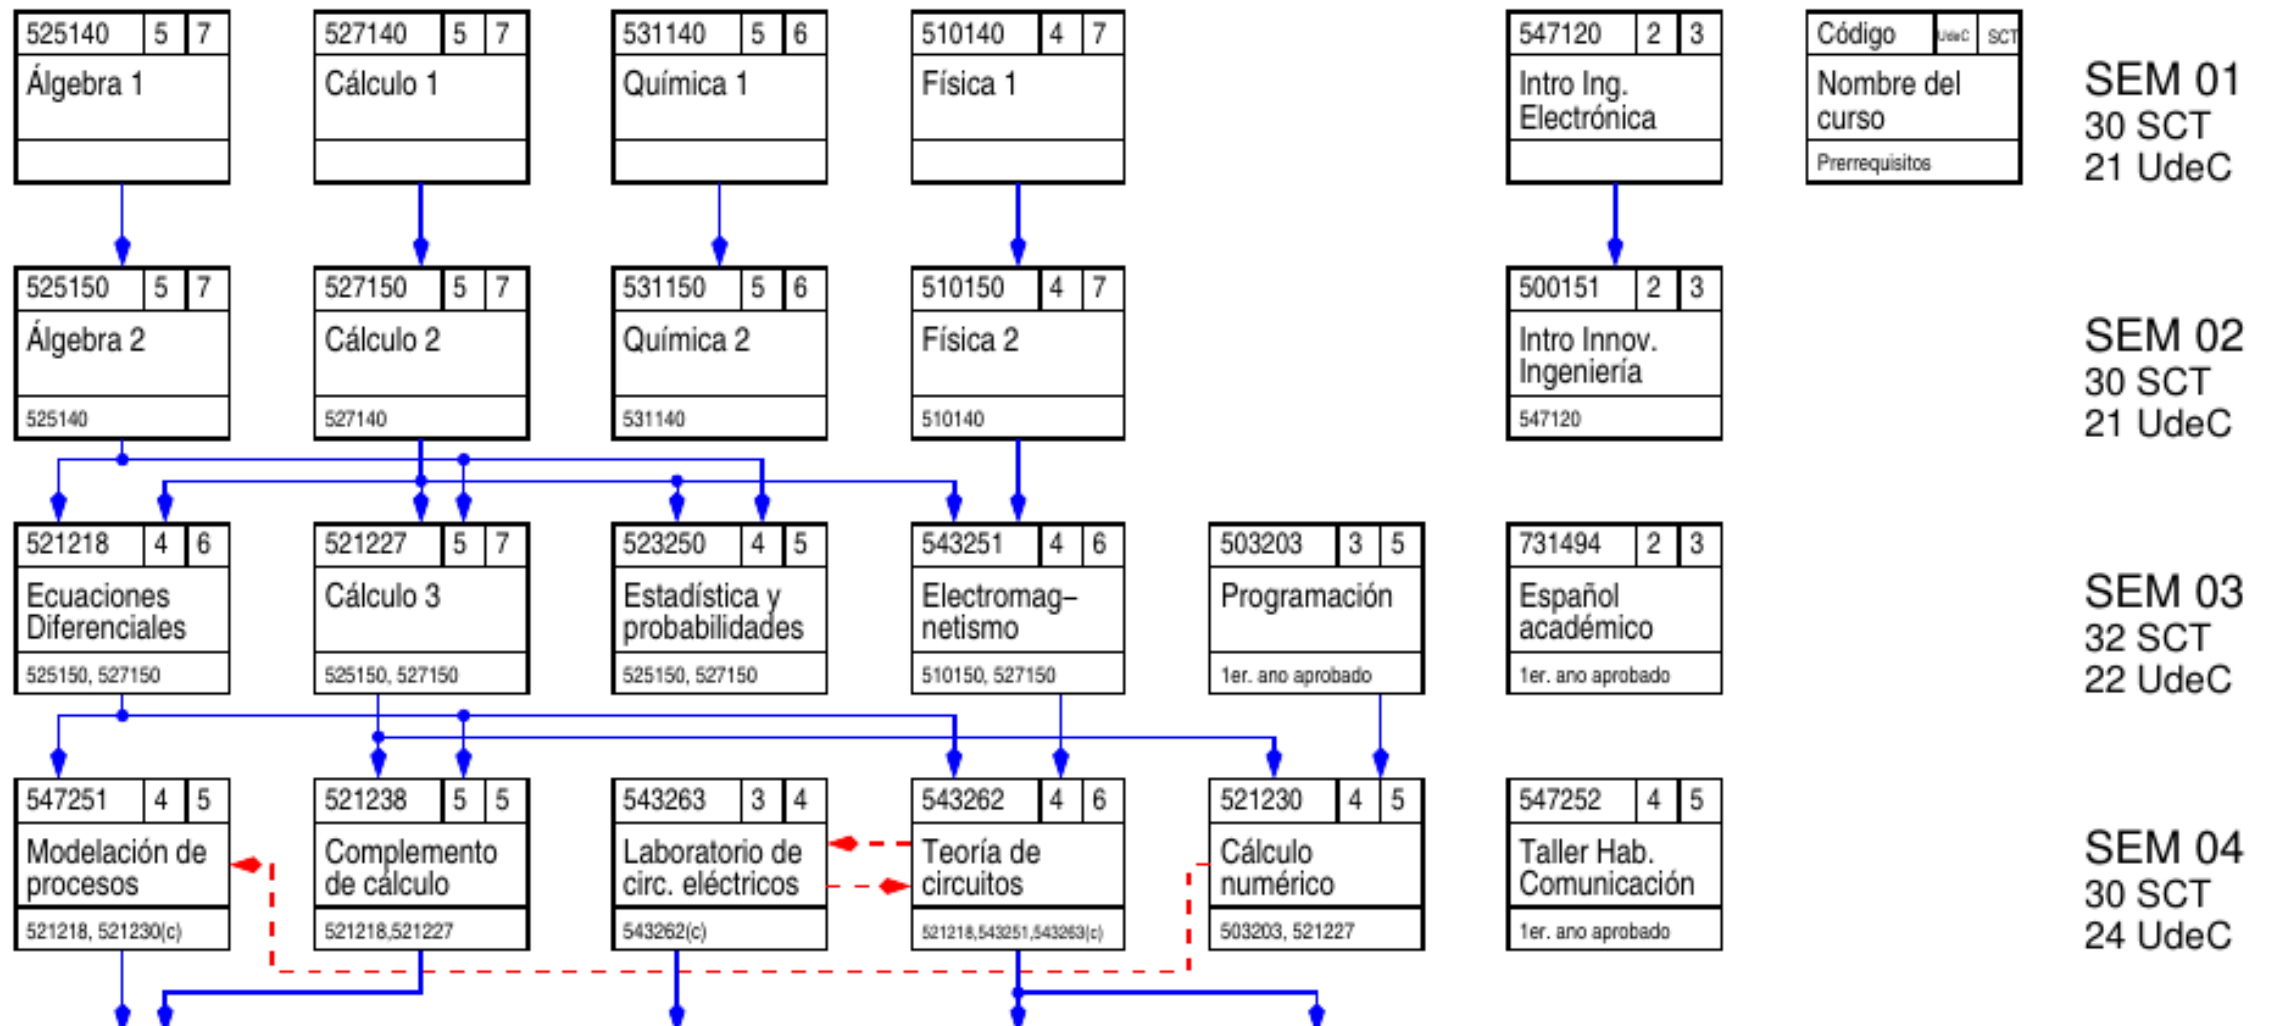 525140 5 7
Álgebra 1
527140 5 7
Cálculo 1
531140 5 6
Química 1
510140 4 7
Física 1
547120 2 3
Intro Ing.
Electrónica
Código UdeC SCT
Nombre del
curso
Prerrequisitos
SEM 01
30 SCT
21 UdeC
525150 5 7
Álgebra 2
525140
527150 5 7
Cálculo 2
527140
531150 5 6
Química 2
531140
510150 4 7
Física 2
510140
500151 2 3
Intro Innov.
Ingeniería
547120
SEM 02
30 SCT
21 UdeC
521218 4 6
Ecuaciones
Diferenciales
525150, 527150
521227 5 7
Cálculo 3
525150, 527150
523250 4 5
Estadística y
probabilidades
525150, 527150
543251 4 6
Electromag–
netismo
510150, 527150
503203 3 5
Programación
1er. ano aprobado
731494 2 3
Español
académico
1er. ano aprobado
SEM 03
32 SCT
22 UdeC
547251 4 5
Modelación de
procesos
521218, 521230(c)
521238 5 5
Complemento
de cálculo
521218,521227
543263 3 4
Laboratorio de
circ. eléctricos
543262(c)
543262 4 6
Teoría de
circuitos
521218,543251,543263(c)
521230 4 5
Cálculo
numérico
503203, 521227
547252 4 5
Taller Hab.
Comunicación
1er. ano aprobado
SEM 04
30 SCT
24 UdeC